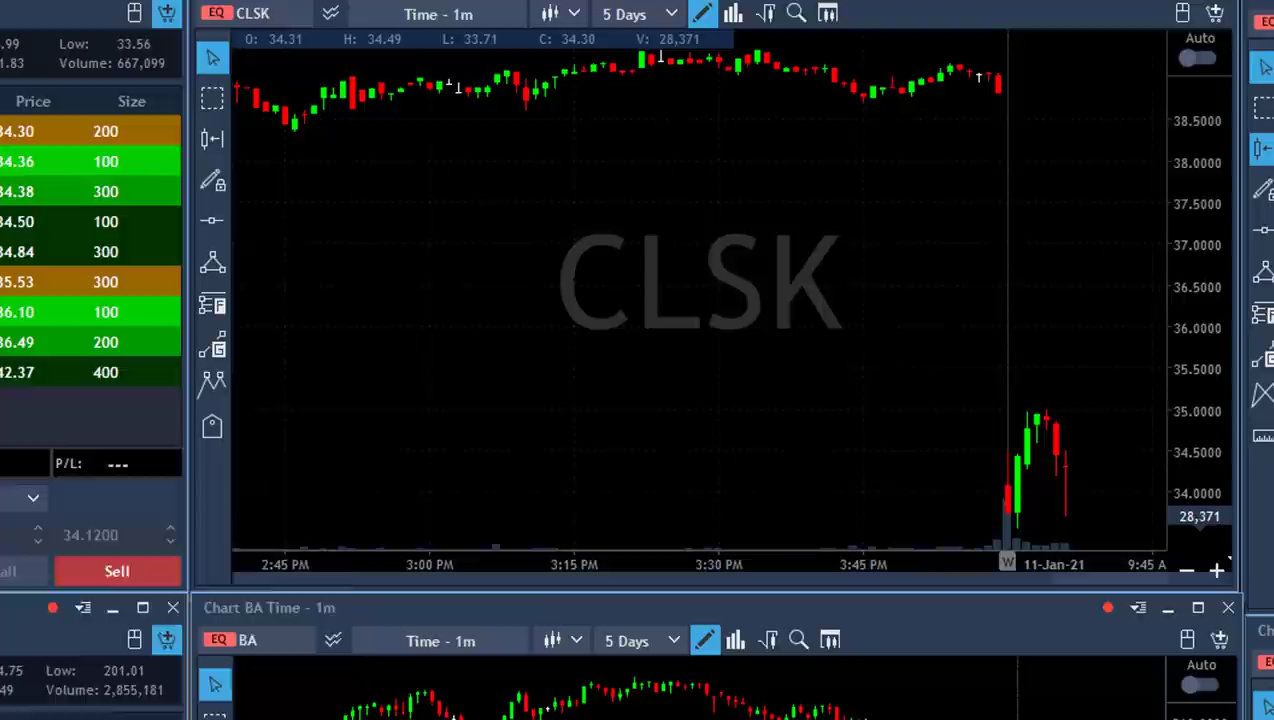 EQ CLSK Time - 1m 5 Days
O: 34.31 H: 34.49 L: 33.71 C: 34.30 V: 28,371
Auto
.99 Low: 33.56
.83 Volume: 667,099
Price Size
34.30 200
34.36 100
34.38 300
34.50 100
34.84 300
35.53 300
36.10 100
36.49 200
42.37 400
P/L: ---
34.1200
Sell
CLSK
38.5000
38.0000
37.5000
37.0000
36.5000
36.0000
35.5000
35.0000
34.5000
34.0000
28,371
2:45 PM 3:00 PM 3:15 PM 3:30 PM 3:45 PM W 11-Jan-21 9:45 A
Chart BA Time - 1m
EQ BA Time - 1m 5 Days
Auto
4.75 Low: 201.01
49 Volume: 2,855,181
F
G
EQ
F
G
Ch